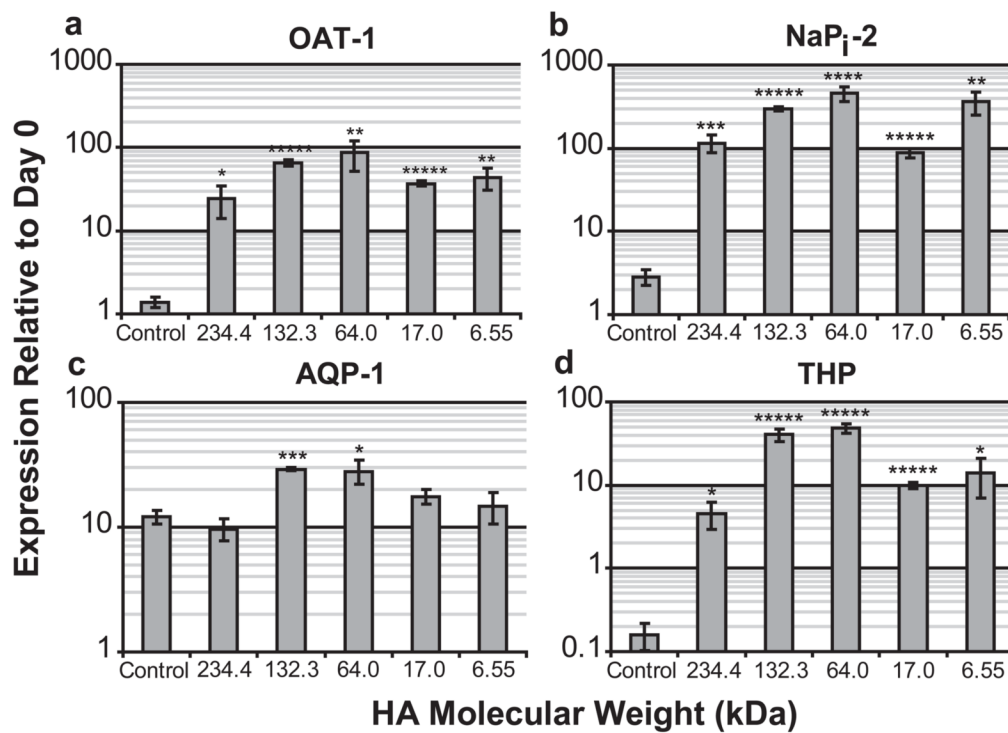 a
OAT-1
b
NaPi-2
Expression Relative to Day 0
1000
100
10
1
*
*****
**
*****
**
Control 234.4 132.3 64.0 17.0 6.55
1000
100
10
1
***
*****
****
*****
**
Control 234.4 132.3 64.0 17.0 6.55
c
AQP-1
d
THP
100
10
1
***
*
Control 234.4 132.3 64.0 17.0 6.55
100
10
1
0.1
*
*****
*****
*****
*
Control 234.4 132.3 64.0 17.0 6.55
HA Molecular Weight (kDa)